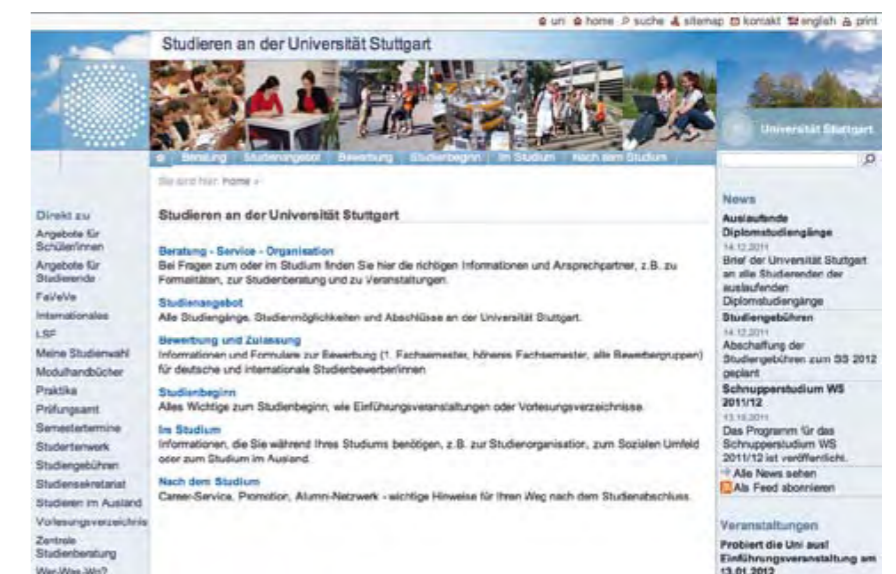 uni home suche sitemap kontakt english print
Studieren an der Universität Stuttgart
Universität Stuttgart
Beratung Studienangebot Bewerbung Studienbeginn Im Studium Nach dem Studium
Sie sind hier: home »
Direkt zu
Angebote für
Schüler/innen
Angebote für
Studierende
FaVeVe
Internationales
LSF
Meine Studienwahl
Modulhandbücher
Praktika
Prüfungsamt
Semestertermine
Studentenwerk
Studiengebühren
Studiensekretariat
Studieren im Ausland
Vorlesungsverzeichnis
Zentrale
Studienberatung
Wer-Was-Wo?
Studieren an der Universität Stuttgart
Beratung - Service - Organisation
Bei Fragen zum oder im Studium finden Sie hier die richtigen Informationen und Ansprechpartner, z.B. zu
Formalitäten, zur Studienberatung und zu Veranstaltungen.
Studienangebot
Alle Studiengänge, Studienmöglichkeiten und Abschlüsse an der Universität Stuttgart.
Bewerbung und Zulassung
Informationen und Formulare zur Bewerbung (1. Fachsemester, höheres Fachsemester, alle Bewerbergruppen)
für deutsche und internationale Studienbewerber/innen
Studienbeginn
Alles Wichtige zum Studienbeginn, wie Einführungsveranstaltungen oder Vorlesungsverzeichnisse.
Im Studium
Informationen, die Sie während Ihres Studiums benötigen, z.B. zur Studienorganisation, zum Sozialen Umfeld
oder zum Studium im Ausland.
Nach dem Studium
Career-Service, Promotion, Alumni-Netzwerk - wichtige Hinweise für Ihren Weg nach dem Studienabschluss.
News
Auslaufende
Diplomstudiengänge
14.12.2011
Brief der Universität Stuttgart
an alle Studierenden der
auslaufenden
Diplomstudiengänge
Studiengebühren
14.12.2011
Abschaffung der
Studiengebühren zum SS 2012
geplant
Schnupperstudium WS
2011/12
13.10.2011
Das Programm für das
Schnupperstudium WS
2011/12 ist veröffentlicht.
Alle News sehen
Als Feed abonnieren
Veranstaltungen
Probiert die Uni aus!
Einführungsveranstaltung am
13.01.2012